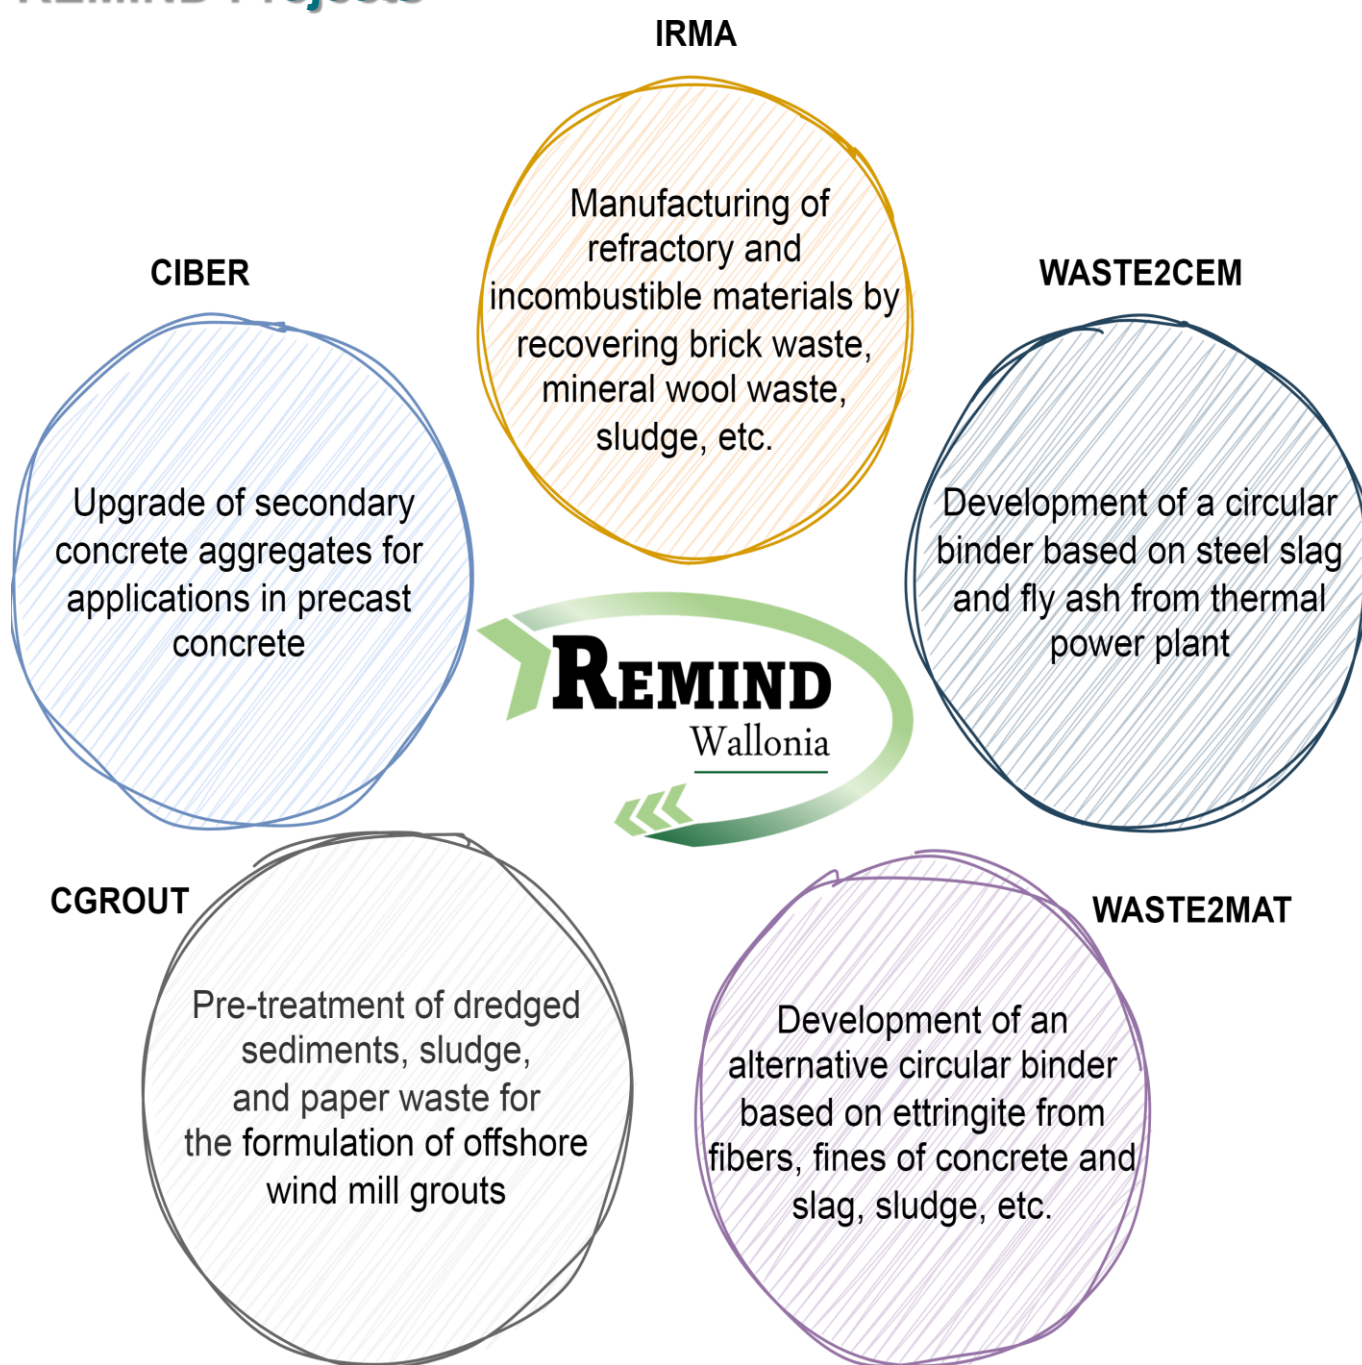 REMIND Projects
IRMA
Manufacturing of
refractory and
incombustible materials by
recovering brick waste,
mineral wool waste,
sludge, etc.
CIBER
Upgrade of secondary
concrete aggregates for
applications in precast
concrete
WASTE2CEM
Development of a circular
binder based on steel slag
and fly ash from thermal
power plant
REMIND
Wallonia
CGROUT
Pre-treatment of dredged
sediments, sludge,
and paper waste for
the formulation of offshore
wind mill grouts
WASTE2MAT
Development of an
alternative circular binder
based on ettringite from
fibers, fines of concrete and
slag, sludge, etc.